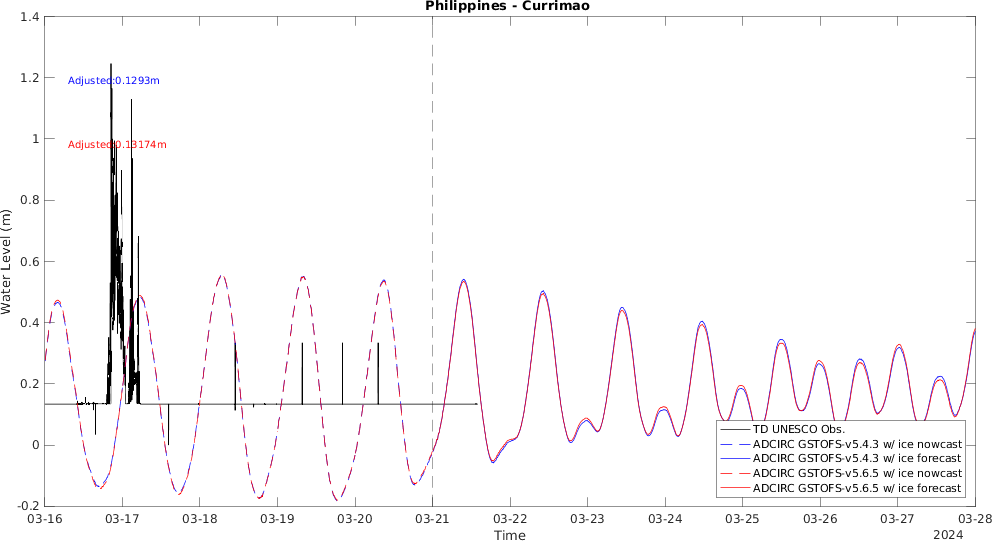 Philippines - Currimao
1.4
1.2
1
0.8
0.6
0.4
0.2
0
-0.2
Water Level (m)
Adjusted:0.1293m
Adjusted:0.13174m
TD UNESCO Obs.
ADCIRC GSTOFS-v5.4.3 w/ ice nowcast
ADCIRC GSTOFS-v5.4.3 w/ ice forecast
ADCIRC GSTOFS-v5.6.5 w/ ice nowcast
ADCIRC GSTOFS-v5.6.5 w/ ice forecast
03-16 03-17 03-18 03-19 03-20 03-21 03-22 03-23 03-24 03-25 03-26 03-27 03-28
Time
2024